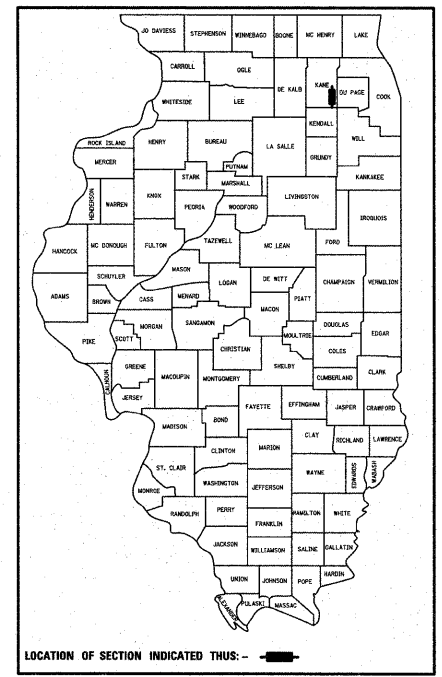 JO DAVIESS STEPHENSON WINNEBAGO BOONE MC HENRY LAKE
CARROLL OGLE DE KALB KANE DU PAGE COOK
WHITESIDE LEE KENDALL WILL
ROCK ISLAND HENRY BUREAU LA SALLE GRUNDY
MERCER PUTNAM KANKAKEE
HENDERSON WARREN KNOX STARK MARSHALL LIVINGSTON
PEORIA WOODFORD IROQUOIS
HANCOCK MC DONOUGH FULTON TAZEWELL MC LEAN FORD
SCHUYLER MASON DE WITT CHAMPAIGN VERMILION
ADAMS BROWN CASS MENARD LOGAN PIATT
MACON
PIKE SCOTT MORGAN SANGAMON MOULTRIE DOUGLAS EDGAR
CHRISTIAN COLES
CALHOUN GREENE MACOUPIN MONTGOMERY SHELBY CUMBERLAND CLARK
JERSEY FAYETTE EFFINGHAM JASPER CRAWFORD
MADISON BOND
CLINTON MARION CLAY RICHLAND LAWRENCE
ST. CLAIR WAYNE EDWARDS WABASH
MONROE WASHINGTON JEFFERSON
RANDOLPH PERRY HAMILTON WHITE
FRANKLIN
JACKSON WILLIAMSON SALINE GALLATIN
UNION JOHNSON POPE HARDIN
ALEXANDER PULASKI MASSAC
LOCATION OF SECTION INDICATED THUS:-